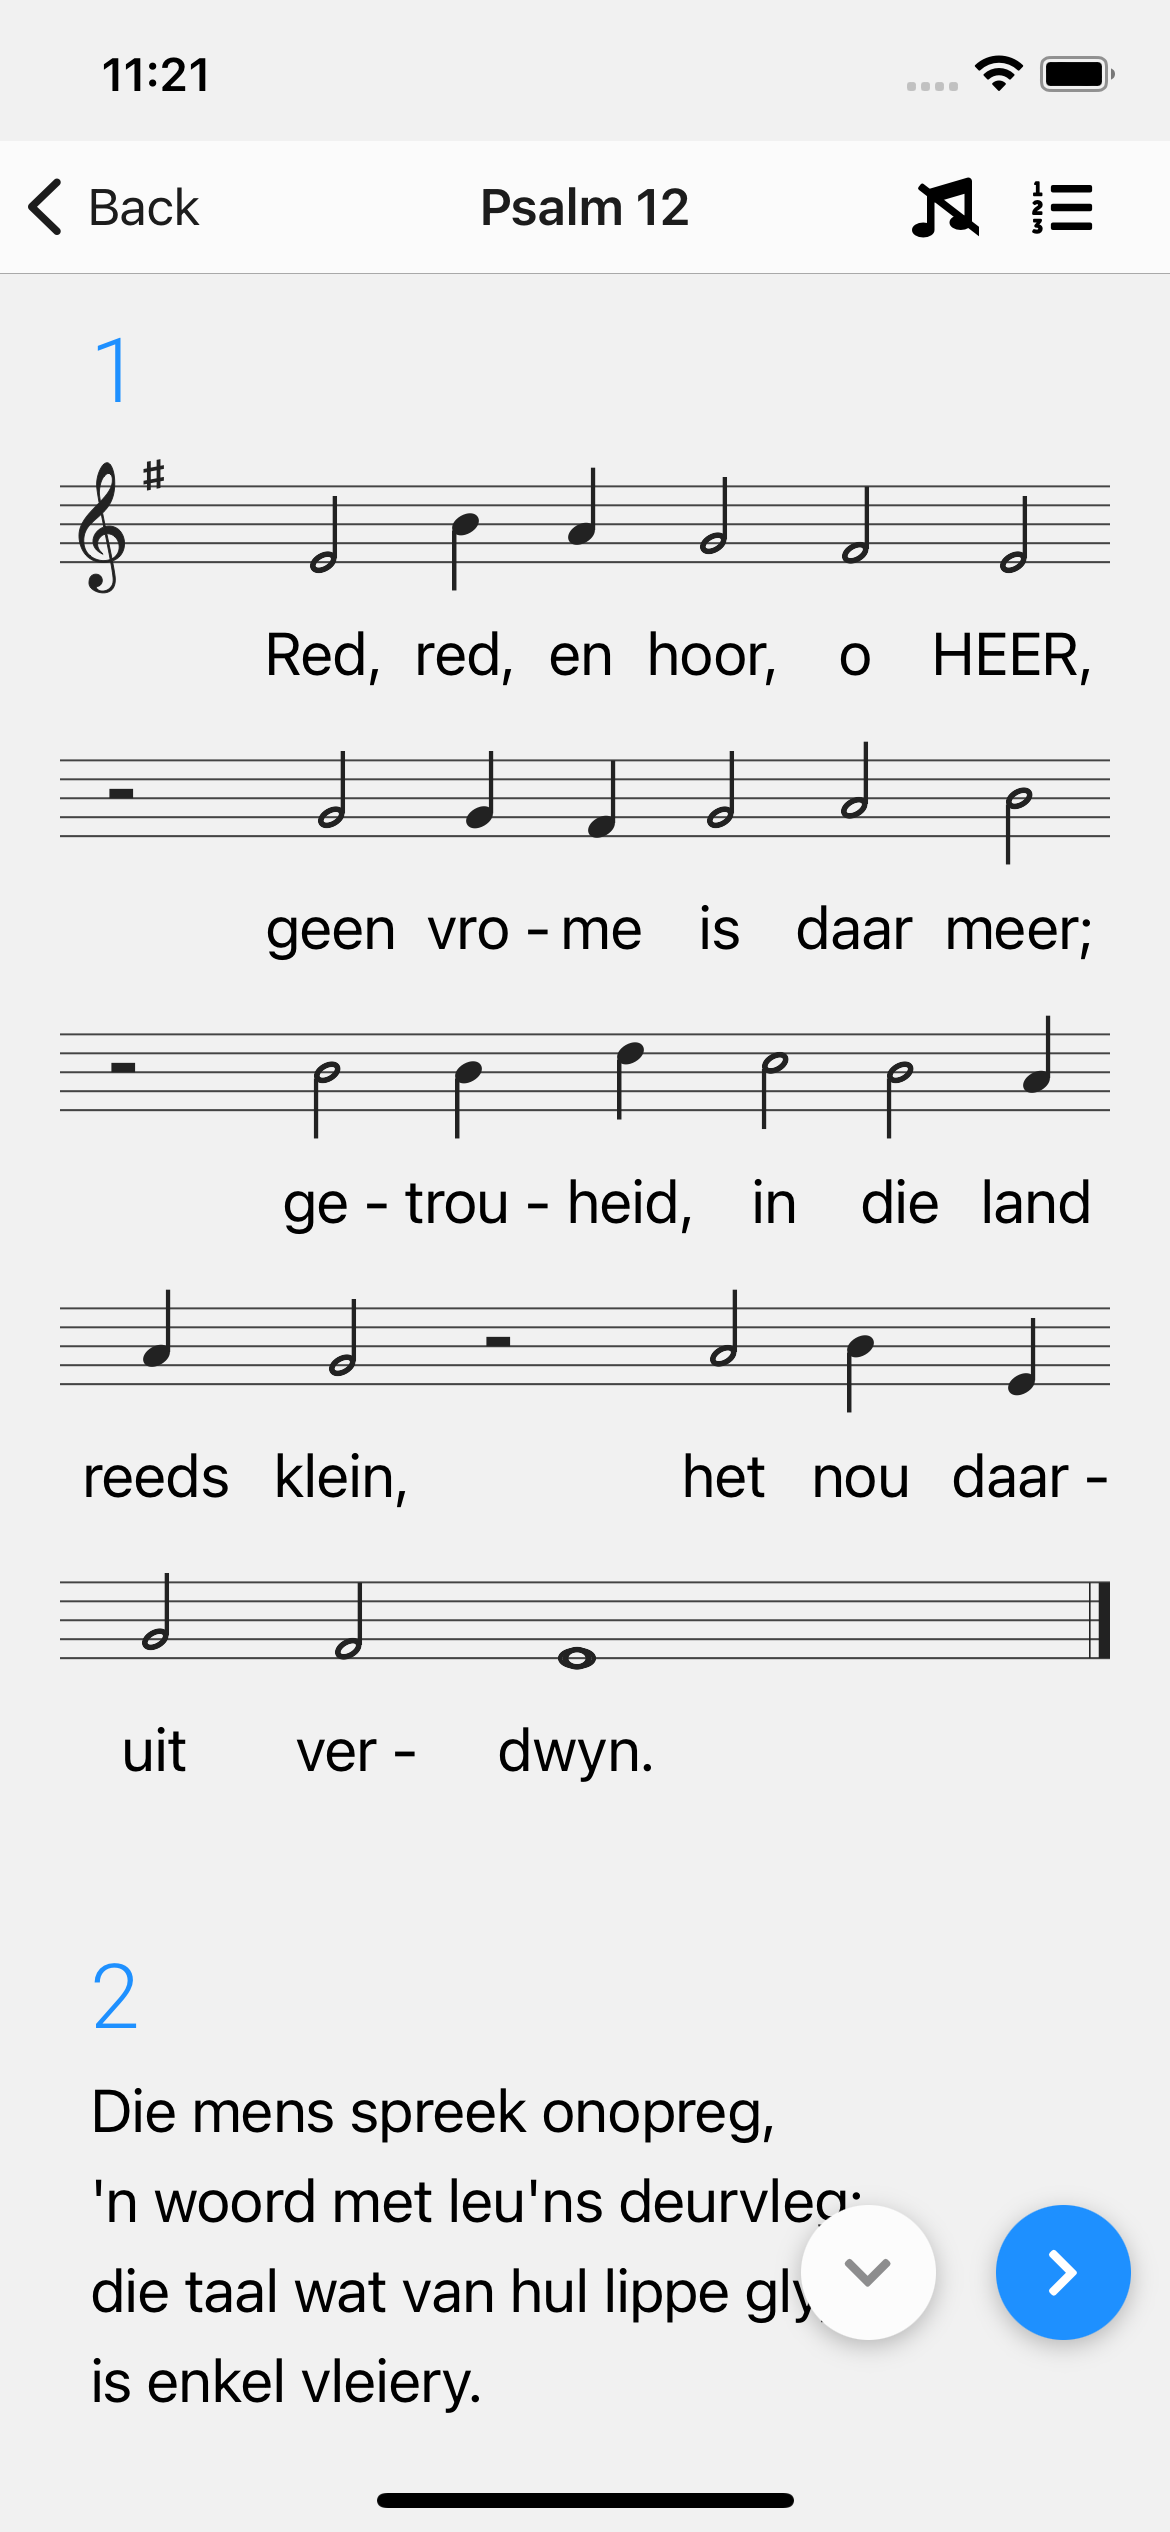 11:21
Back
Psalm 12
1
Red, red, en hoor, o HEER,
geen vro - me is daar meer;
ge - trou - heid, in die land
reeds klein, het nou daar -
uit ver - dwyn.
2
Die mens spreek onopreg,
'n woord met leu'ns deurvleg;
die taal wat van hul lippe
is enkel vleiery.